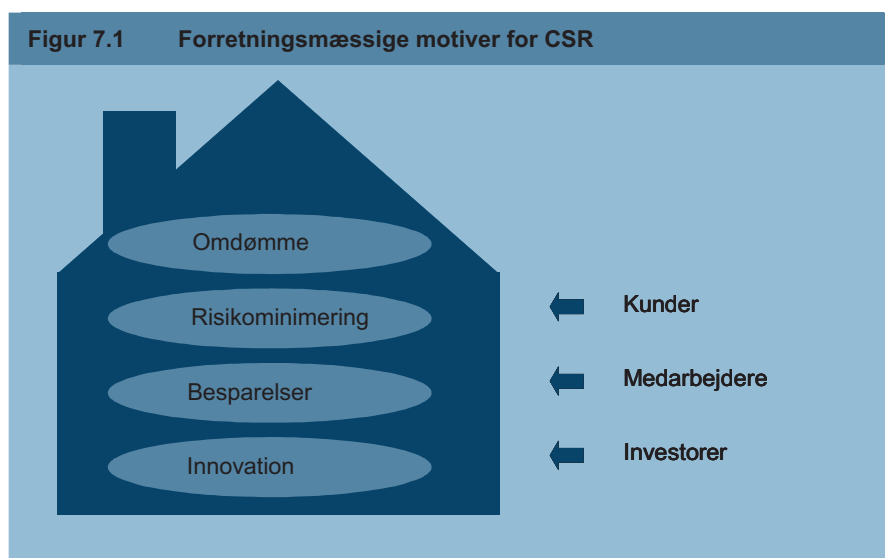 Figur 7.1 Forretningsmæssige motiver for CSR
Omdømme
Risikominimering
Besparelser
Innovation
Kunder
Medarbejdere
Investorer